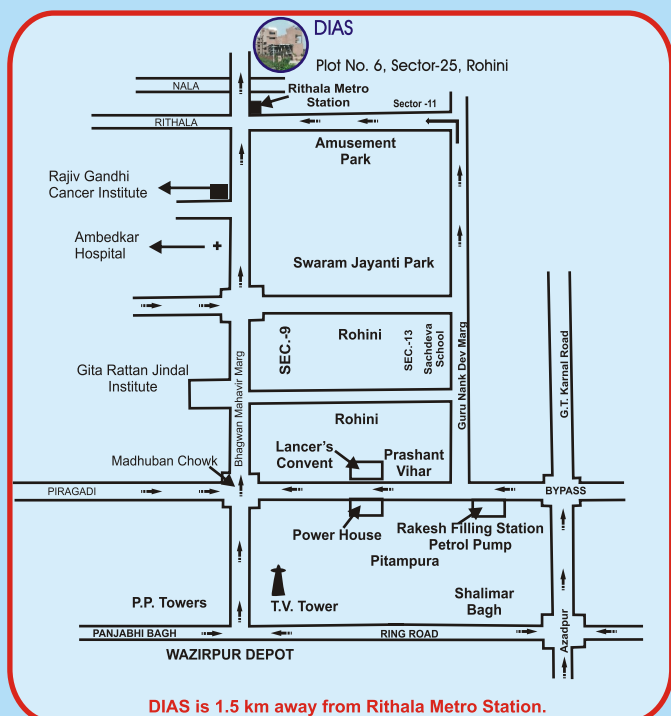 DIAS
Plot No. 6, Sector-25, Rohini
NALA
Rithala Metro
Station
Sector -11
RITHALA
Amusement
Park
Rajiv Gandhi
Cancer Institute
Ambedkar
Hospital
Swaram Jayanti Park
SEC.-9
Rohini
SEC.-13
Sachdeva
School
Guru Nank Dev Marg
G.T. Karnal Road
Gita Rattan Jindal
Institute
Bhagwan Mahavir Marg
Rohini
Lancer's
Convent
Prashant
Vihar
Madhuban Chowk
PIRAGADI
BYPASS
Power House
Rakesh Filling Station
Petrol Pump
Pitampura
P.P. Towers
T.V. Tower
Shalimar
Bagh
Azadpur
PANJABHI BAGH
RING ROAD
WAZIRPUR DEPOT
DIAS is 1.5 km away from Rithala Metro Station.